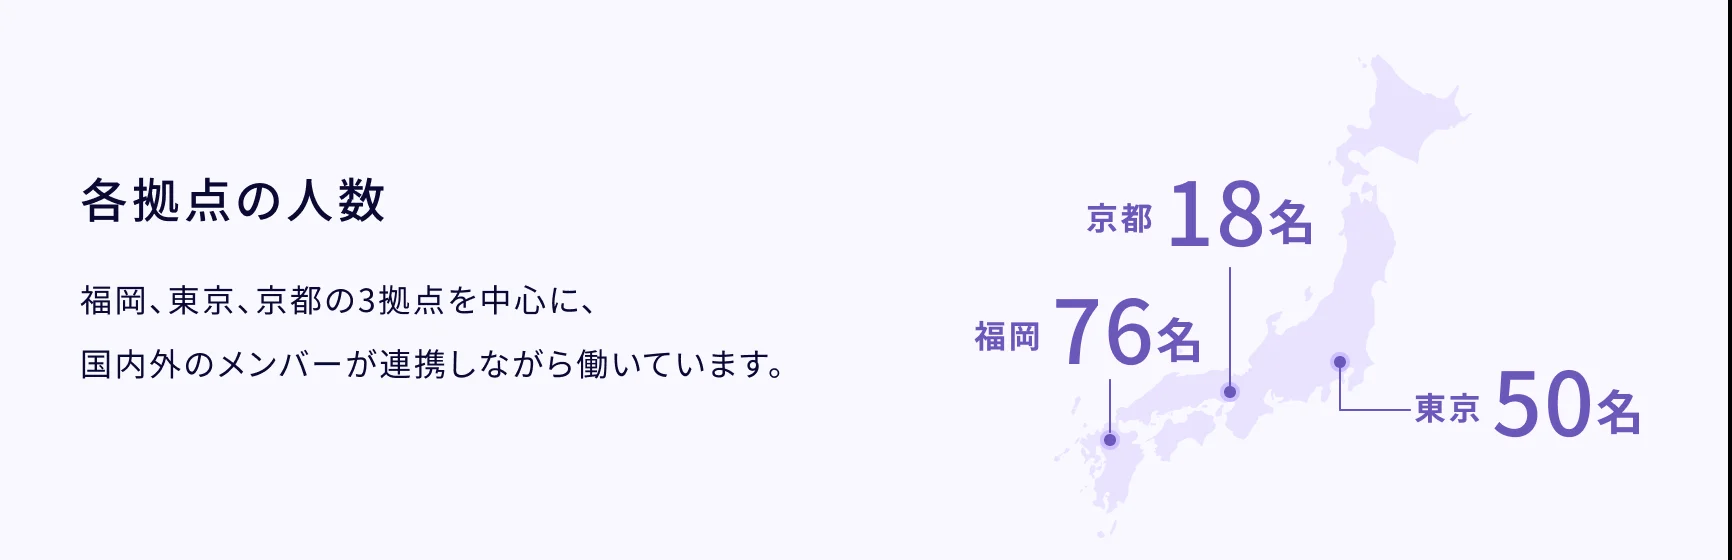 各拠点の人数
福岡、東京、京都の3拠点を中心に、
国内外のメンバーが連携しながら働いています。
京都 18名
福岡 76名
東京 50名